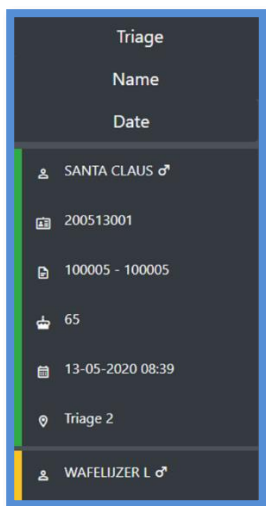 Triage
Name
Date
SANTA CLAUS ♂
200513001
100005 - 100005
65
13-05-2020 08:39
Triage 2
WAFELIJZER L ♂